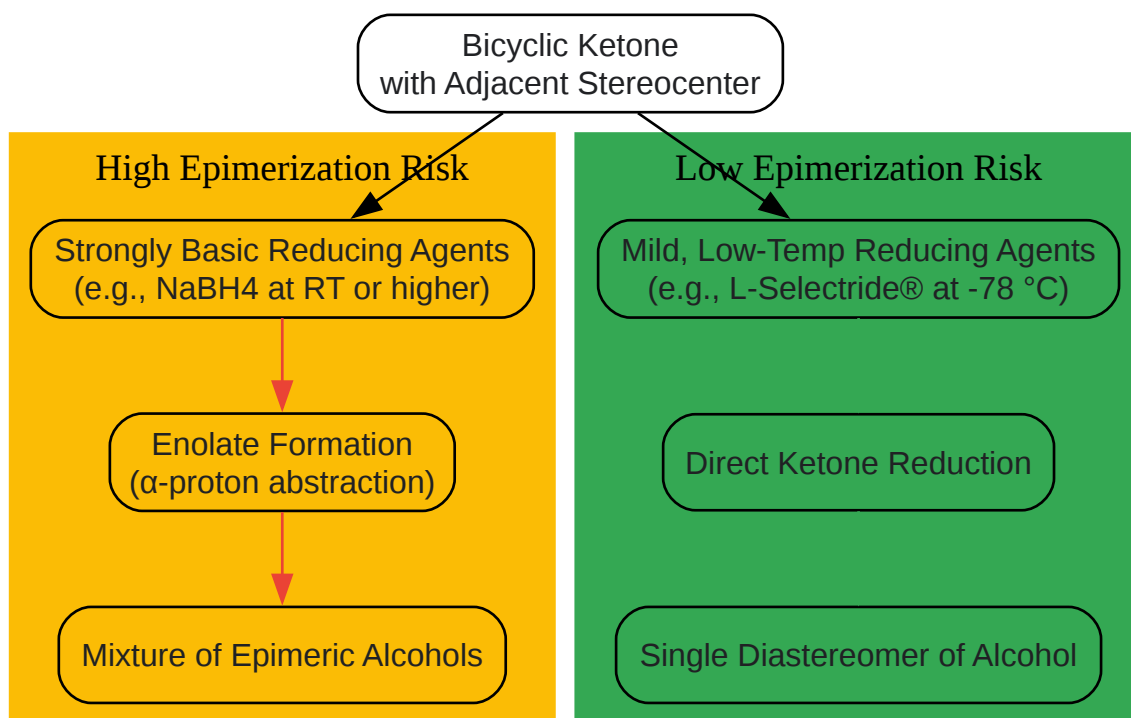 Bicyclic Ketone
with Adjacent Stereocenter
High Epimerization Risk
Low Epimerization Risk
Strongly Basic Reducing Agents
(e.g., NaBH4 at RT or higher)
Mild, Low-Temp Reducing Agents
(e.g., L-Selectride® at -78 °C)
Enolate Formation
(α-proton abstraction)
Direct Ketone Reduction
Mixture of Epimeric Alcohols
Single Diastereomer of Alcohol